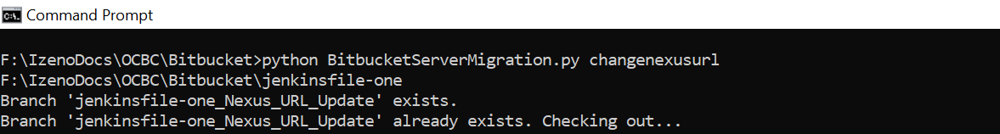 Command Prompt
F:\IzenoDocs\OCBC\Bitbucket>python BitbucketServerMigration.py changenexusurl
F:\IzenoDocs\OCBC\Bitbucket\jenkinsfile-one
Branch 'jenkinsfile-one_Nexus_URL_Update' exists.
Branch 'jenkinsfile-one_Nexus_URL_Update' already exists. Checking out...